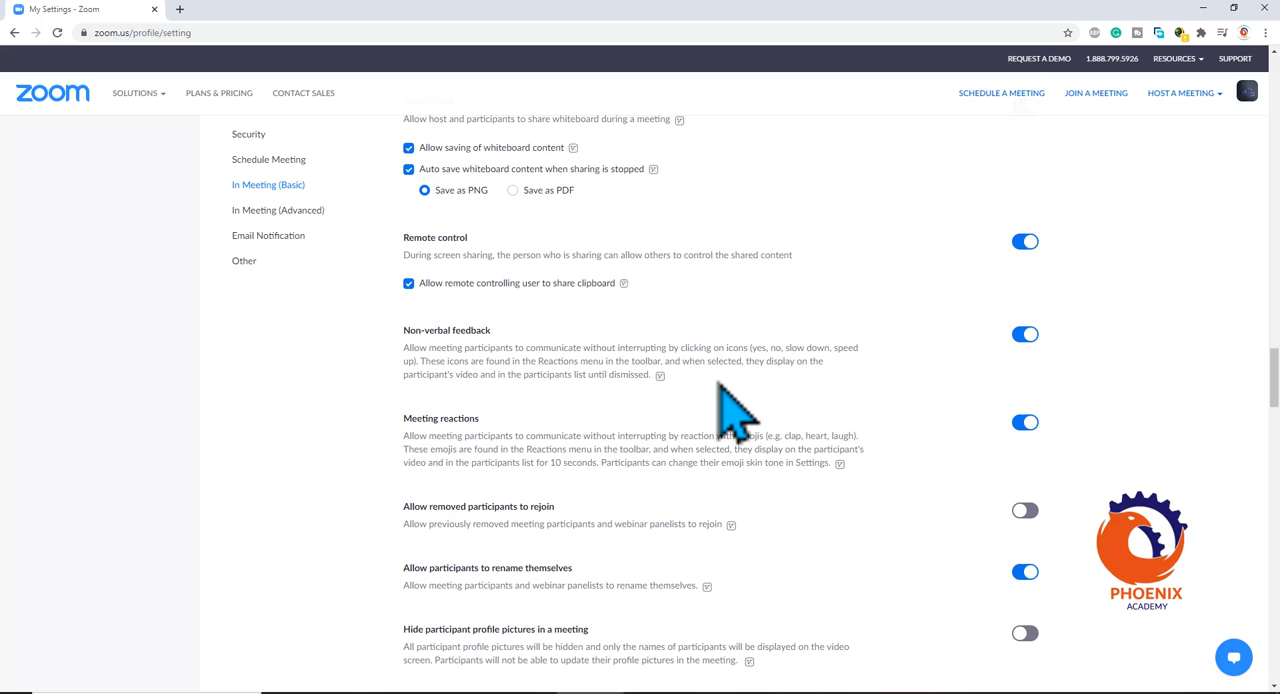 My Settings - Zoom
zoom.us/profile/setting
REQUEST A DEMO 1.888.799.5926 RESOURCES SUPPORT
zoom SOLUTIONS PLANS & PRICING CONTACT SALES SCHEDULE A MEETING JOIN A MEETING HOST A MEETING
Security
Schedule Meeting
In Meeting (Basic)
In Meeting (Advanced)
Email Notification
Other
Allow host and participants to share whiteboard during a meeting
Allow saving of whiteboard content
Auto save whiteboard content when sharing is stopped
Save as PNG Save as PDF
Remote control
During screen sharing, the person who is sharing can allow others to control the shared content
Allow remote controlling user to share clipboard
Non-verbal feedback
Allow meeting participants to communicate without interrupting by clicking on icons (yes, no, slow down, speed
up). These icons are found in the Reactions menu in the toolbar, and when selected, they display on the
participant's video and in the participants list until dismissed.
Meeting reactions
Allow meeting participants to communicate without interrupting by reaction (e.g. clap, heart, laugh).
These emojis are found in the Reactions menu in the toolbar, and when selected, they display on the participant's
video and in the participants list for 10 seconds. Participants can change their emoji skin tone in Settings.
Allow removed participants to rejoin
Allow previously removed meeting participants and webinar panelists to rejoin
Allow participants to rename themselves
Allow meeting participants and webinar panelists to rename themselves.
Hide participant profile pictures in a meeting
All participant profile pictures will be hidden and only the names of participants will be displayed on the video
screen. Participants will not be able to update their profile pictures in the meeting.
PHOENIX
ACADEMY